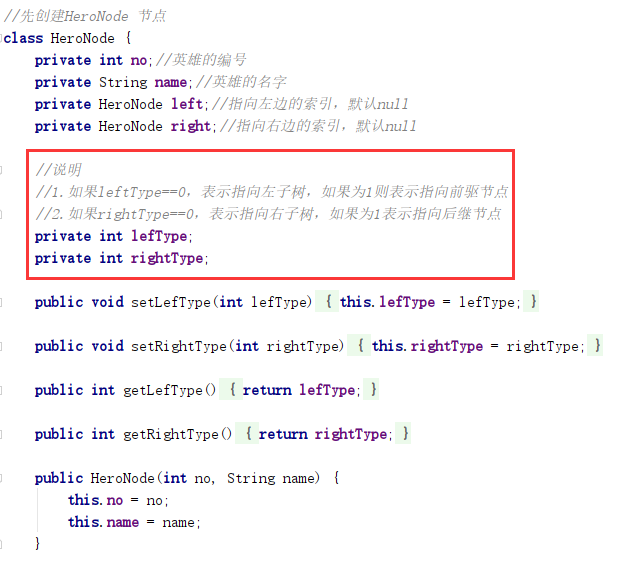 //先创建HeroNode 节点
class HeroNode {
private int no;//英雄的编号
private String name;//英雄的名字
private HeroNode left;//指向左边的索引，默认null
private HeroNode right;//指向右边的索引，默认null
//说明
//1.如果leftType==0，表示指向左子树，如果为1则表示指向前驱节点
//2.如果rightType==0，表示指向右子树，如果为1表示指向后继节点
private int lefType;
private int rightType;
public void setLefType(int lefType) { this.lefType = lefType; }
public void setRightType(int rightType) { this.rightType = rightType; }
public int getLefType() { return lefType; }
public int getRightType() { return rightType; }
public HeroNode(int no, String name) {
this.no = no;
this.name = name;
}